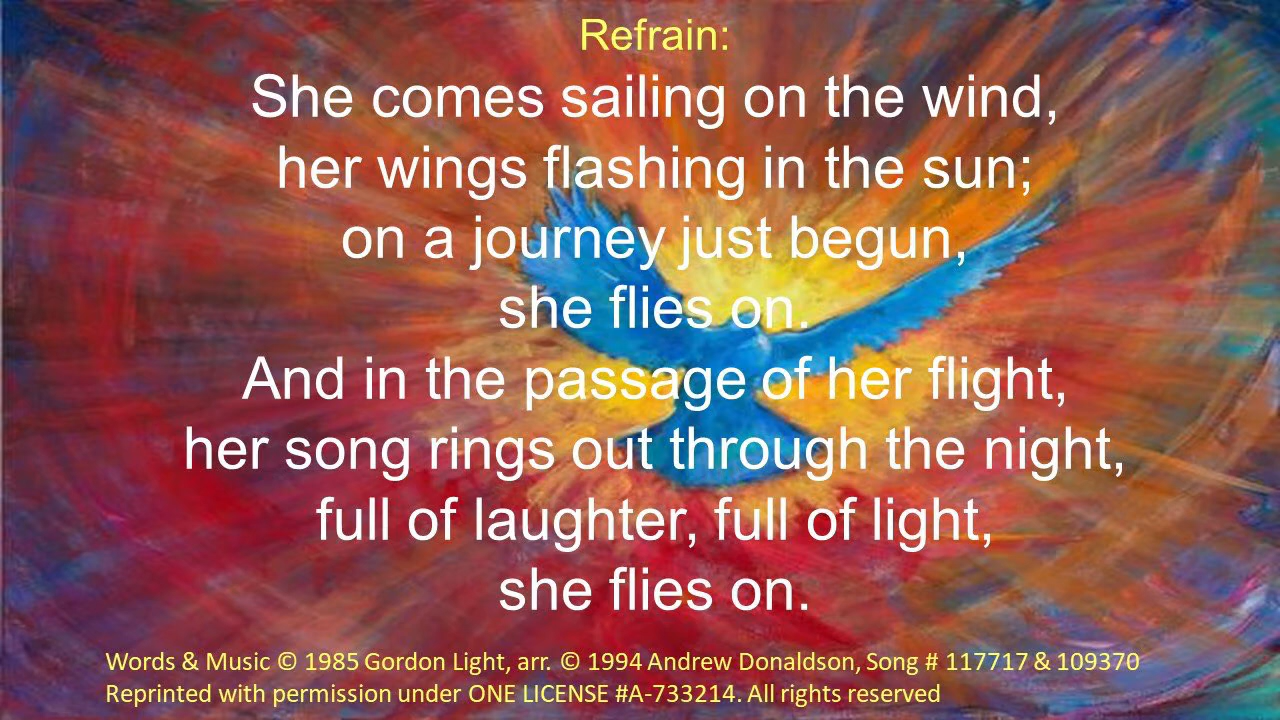 Refrain:
She comes sailing on the wind,
her wings flashing in the sun;
on a journey just begun,
she flies on.
And in the passage of her flight,
her song rings out through the night,
full of laughter, full of light,
she flies on.
Words & Music © 1985 Gordon Light, arr. © 1994 Andrew Donaldson, Song # 117717 & 109370
Reprinted with permission under ONE LICENSE #A-733214. All rights reserved